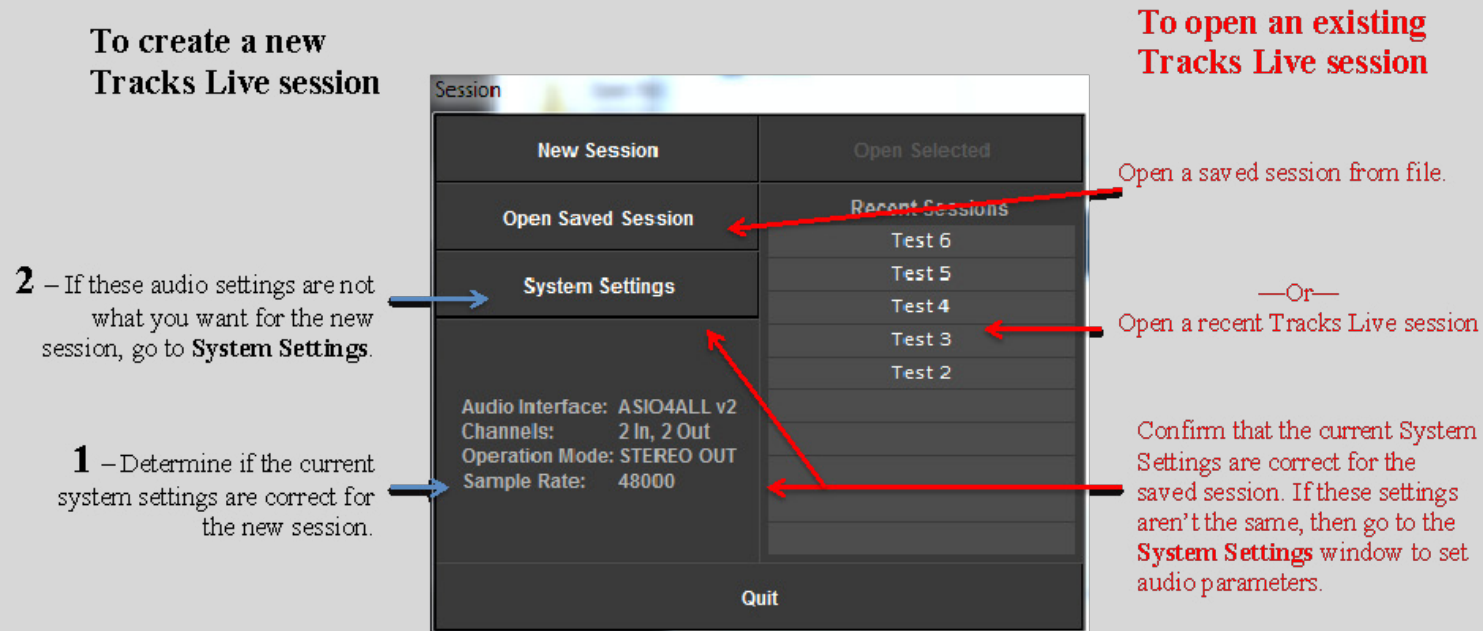 To create a new
Tracks Live session
2 – If these audio settings are not
what you want for the new
session, go to System Settings.
1 – Determine if the current
system settings are correct for
the new session.
Session
New Session
Open Selected
Open Saved Session
System Settings
Recent Sessions
Test 6
Test 5
Test 4
Test 3
Test 2
Audio Interface: ASIO4ALL v2
Channels: 2 In, 2 Out
Operation Mode: STEREO OUT
Sample Rate: 48000
Quit
To open an existing
Tracks Live session
Open a saved session from file.
—Or—
Open a recent Tracks Live session
Confirm that the current System
Settings are correct for the
saved session. If these settings
aren't the same, then go to the
System Settings window to set
audio parameters.